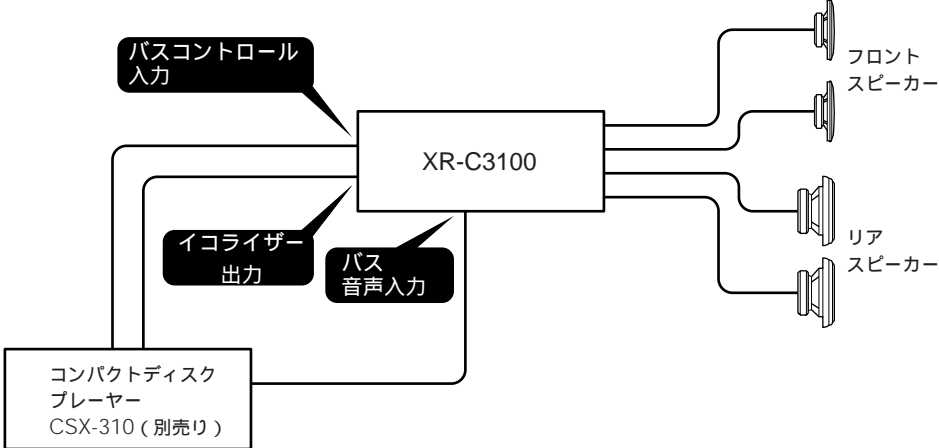 バスコントロール
入力
フロント
スピーカー
XR-C3100
イコライザー
出力
バス
音声入力
リア
スピーカー
コンパクトディスク
プレーヤー
CSX-310（別売り）